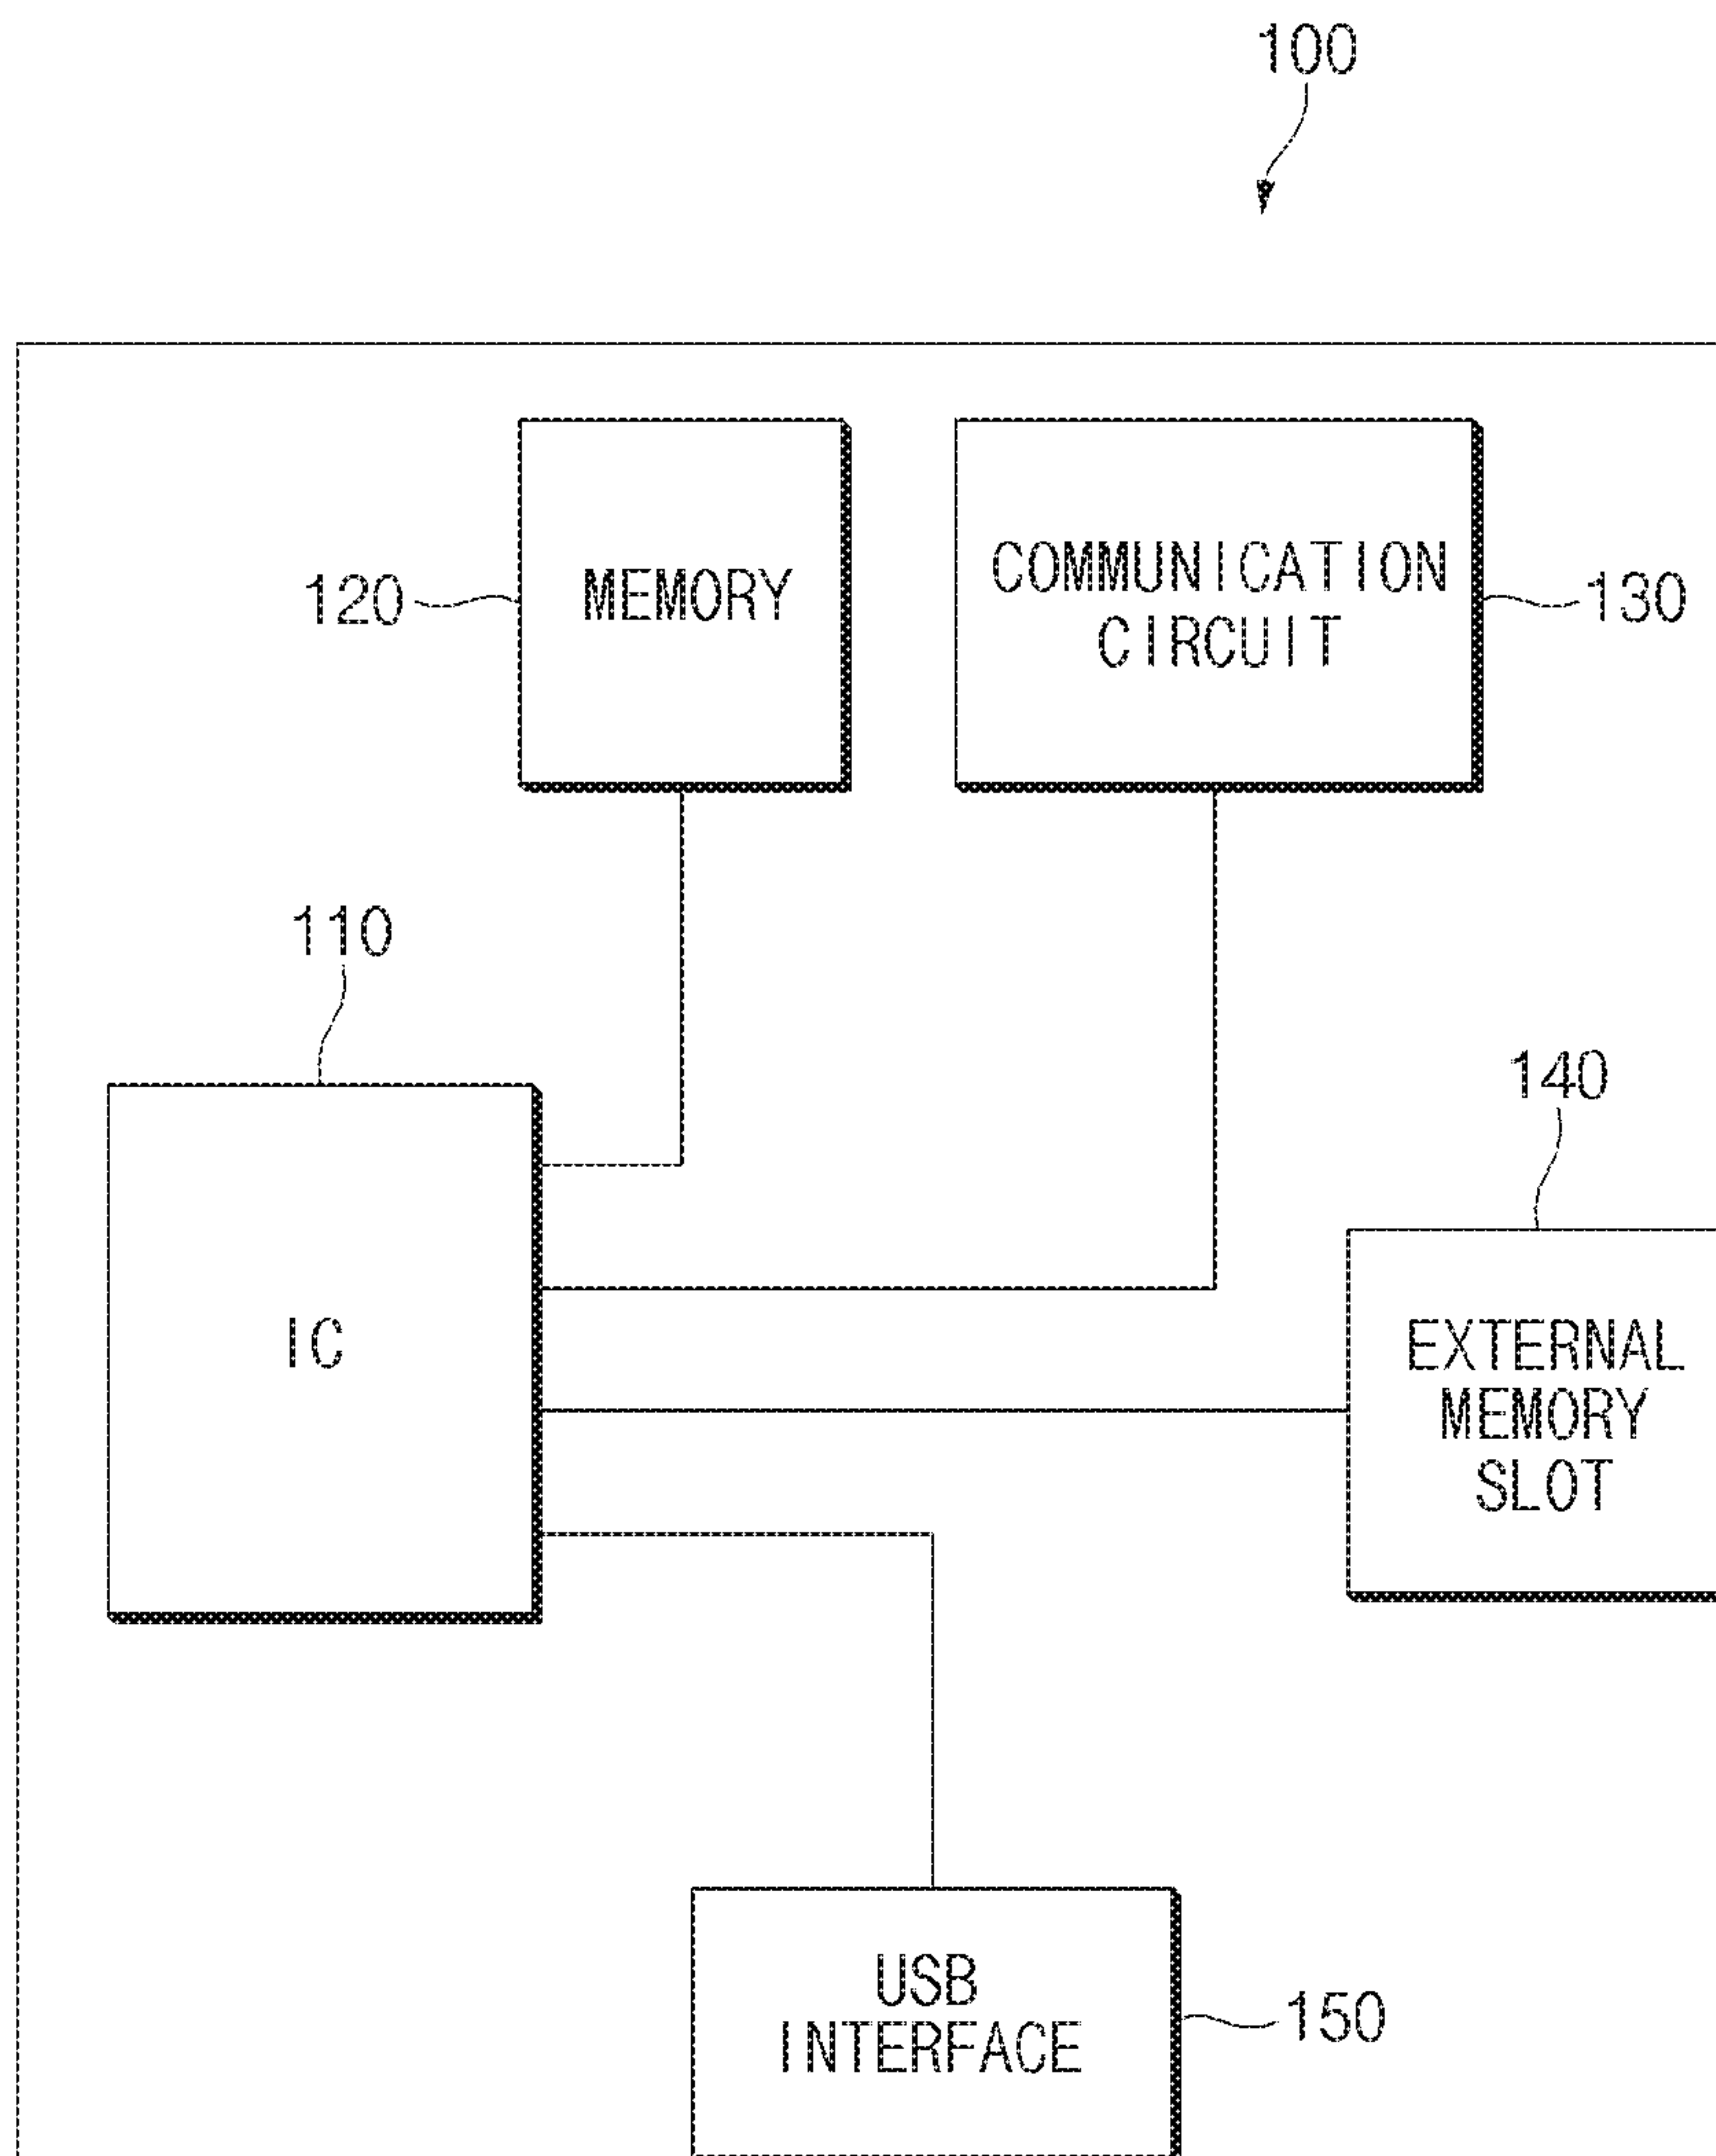 100
120
MEMORY
COMMUNICATION
CIRCUIT
130
110
IC
140
EXTERNAL
MEMORY
SLOT
USB
INTERFACE
150